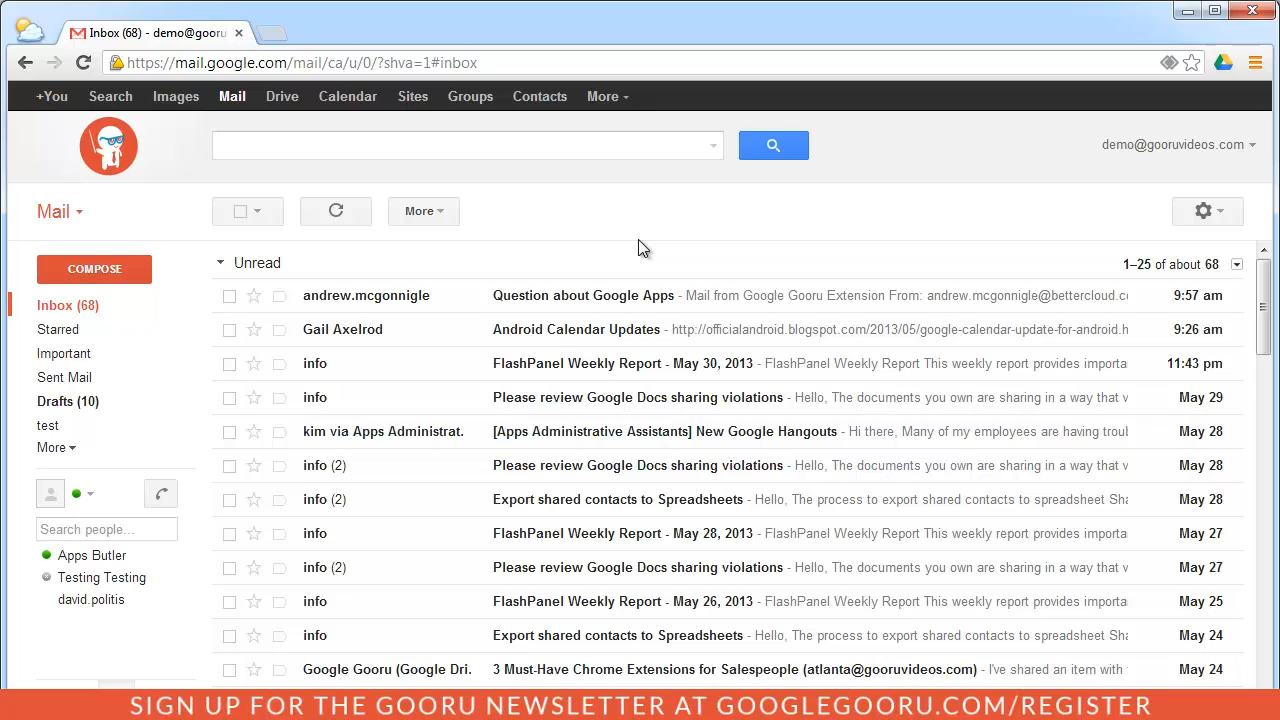 Inbox (68) - demo@gooru
https://mail.google.com/mail/ca/u/0/?shva=1#inbox
+You Search Images Mail Drive Calendar Sites Groups Contacts More
demo@gooruvideos.com
Mail More
COMPOSE
Unread 1–25 of about 68
Inbox (68)
Starred
Important
Sent Mail
Drafts (10)
test
More
Search people...
Apps Butler
Testing Testing
david.politis
andrew.mcgonnigle Question about Google Apps - Mail from Google Gooru Extension From: andrew.mcgonnigle@bettercloud.cc 9:57 am
Gail Axelrod Android Calendar Updates - http://officialandroid.blogspot.com/2013/05/google-calendar-update-for-android.h 9:26 am
info FlashPanel Weekly Report - May 30, 2013 - FlashPanel Weekly Report This weekly report provides importa 11:43 pm
info Please review Google Docs sharing violations - Hello, The documents you own are sharing in a way that v May 29
kim via Apps Administrat. [Apps Administrative Assistants] New Google Hangouts - Hi there, Many of my employees are having troub May 28
info (2) Please review Google Docs sharing violations - Hello, The documents you own are sharing in a way that v May 28
info (2) Export shared contacts to Spreadsheets - Hello, The process to export shared contacts to spreadsheet Sha May 28
info FlashPanel Weekly Report - May 28, 2013 - FlashPanel Weekly Report This weekly report provides importa May 27
info (2) Please review Google Docs sharing violations - Hello, The documents you own are sharing in a way that v May 27
info FlashPanel Weekly Report - May 26, 2013 - FlashPanel Weekly Report This weekly report provides importa May 25
info Export shared contacts to Spreadsheets - Hello, The process to export shared contacts to spreadsheet Sha May 24
Google Gooru (Google Dri. 3 Must-Have Chrome Extensions for Salespeople (atlanta@gooruvideos.com) - I've shared an item with May 24
SIGN UP FOR THE GOORU NEWSLETTER AT GOOGLEGOORU.COM/REGISTER